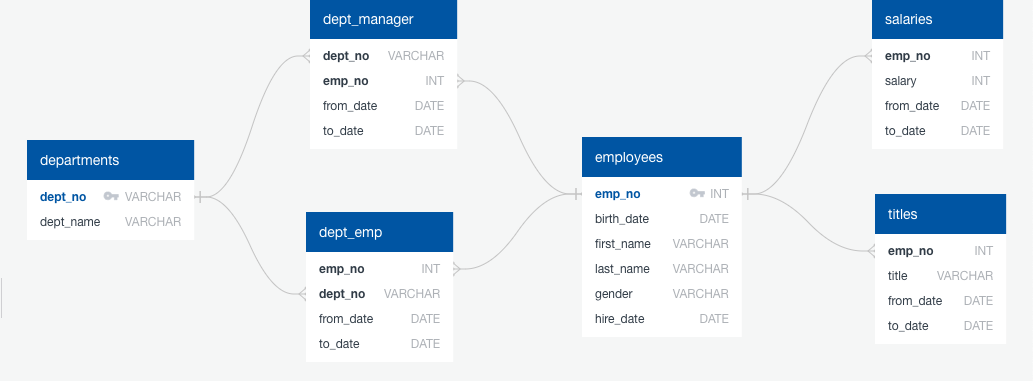 dept_manager
dept_no VARCHAR
emp_no INT
from_date DATE
to_date DATE
salaries
emp_no INT
salary INT
from_date DATE
to_date DATE
departments
dept_no VARCHAR
dept_name VARCHAR
employees
emp_no INT
birth_date DATE
first_name VARCHAR
last_name VARCHAR
gender VARCHAR
hire_date DATE
dept_emp
emp_no INT
dept_no VARCHAR
from_date DATE
to_date DATE
titles
emp_no INT
title VARCHAR
from_date DATE
to_date DATE